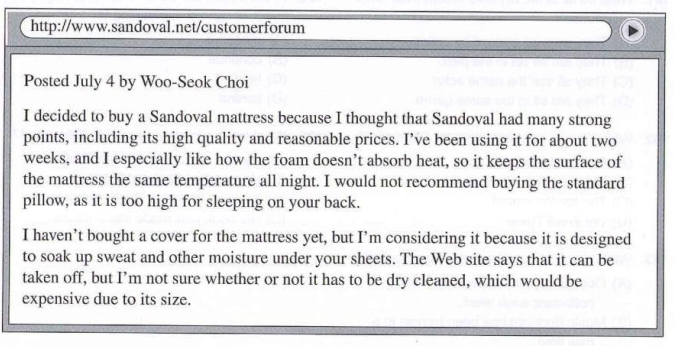 http://www.sandoval.net/customerforum
Posted July 4 by Woo-Seok Choi
I decided to buy a Sandoval mattress because I thought that Sandoval had many strong
points, including its high quality and reasonable prices. I've been using it for about two
weeks, and I especially like how the foam doesn't absorb heat, so it keeps the surface of
the mattress the same temperature all night. I would not recommend buying the standard
pillow, as it is too high for sleeping on your back.
I haven't bought a cover for the mattress yet, but I'm considering it because it is designed
to soak up sweat and other moisture under your sheets. The Web site says that it can be
taken off, but I'm not sure whether or not it has to be dry cleaned, which would be
expensive due to its size.